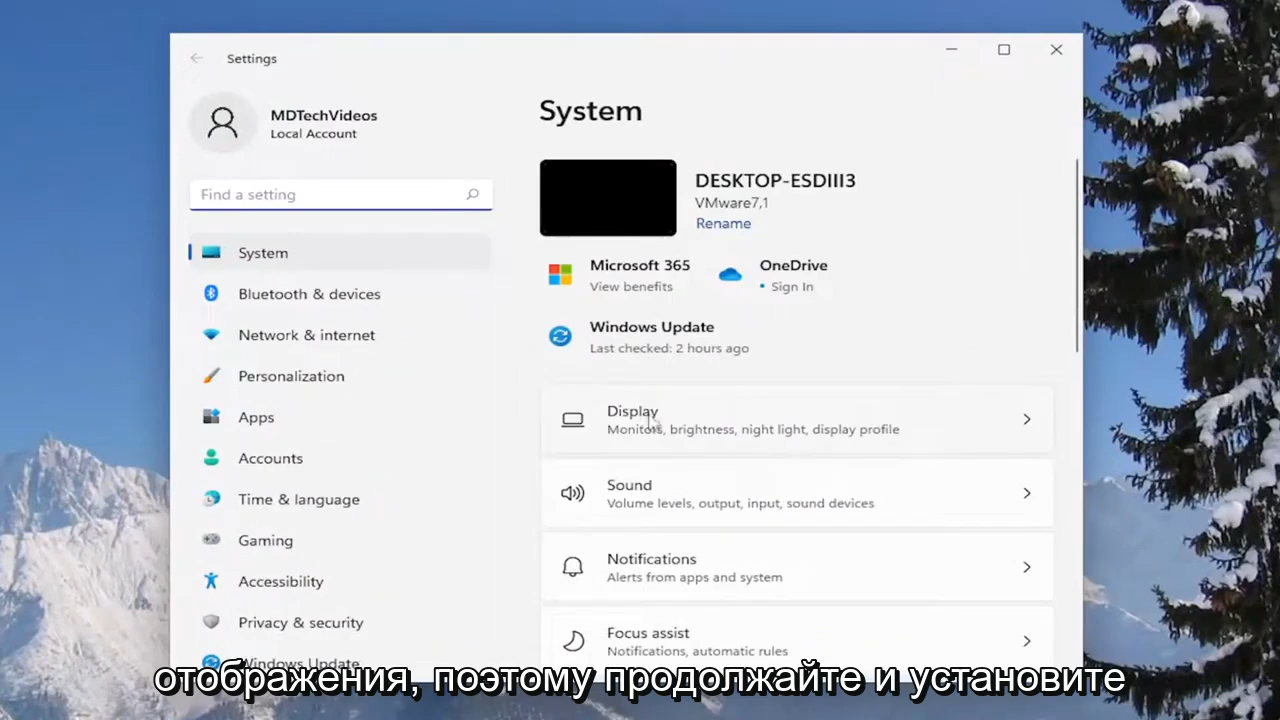 Settings
MDTechVideos
Local Account
Find a setting
System
Bluetooth & devices
Network & internet
Personalization
Apps
Accounts
Time & language
Gaming
Accessibility
Privacy & security
Windows Update
System
DESKTOP-ESDIII3
VMware7,1
Rename
Microsoft 365
View benefits
OneDrive
• Sign In
Windows Update
Last checked: 2 hours ago
Display
Monitors, brightness, night light, display profile
Sound
Volume levels, output, input, sound devices
Notifications
Alerts from apps and system
Focus assist
Notifications, automatic rules
отображения, поэтому продолжайте и установите